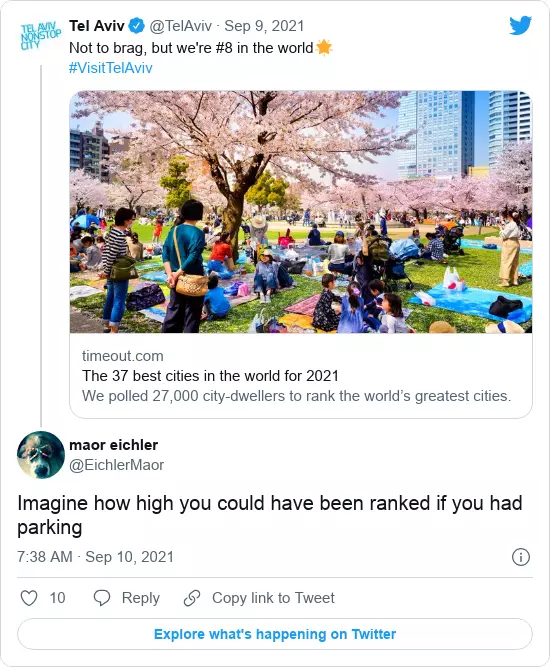 TEL AVIV
NONSTOP
CITY
Tel Aviv @TelAviv · Sep 9, 2021
Not to brag, but we're #8 in the world🌟
#VisitTelAviv
timeout.com
The 37 best cities in the world for 2021
We polled 27,000 city-dwellers to rank the world's greatest cities.
maor eichler
@EichlerMaor
Imagine how high you could have been ranked if you had
parking
7:38 AM · Sep 10, 2021
10 Reply Copy link to Tweet
Explore what's happening on Twitter